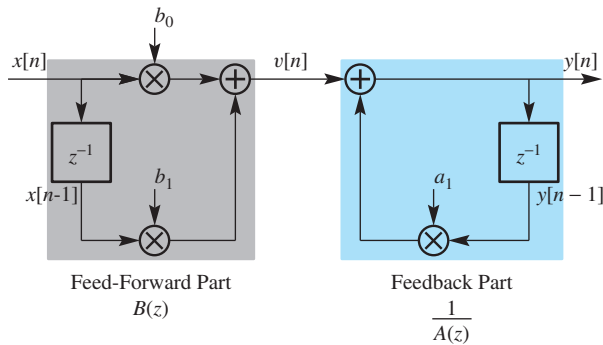 b₀
x[n]
v[n]
y[n]
z⁻¹
z⁻¹
x[n-1]
b₁
a₁
y[n − 1]
Feed-Forward Part
B(z)
Feedback Part
1
A(z)